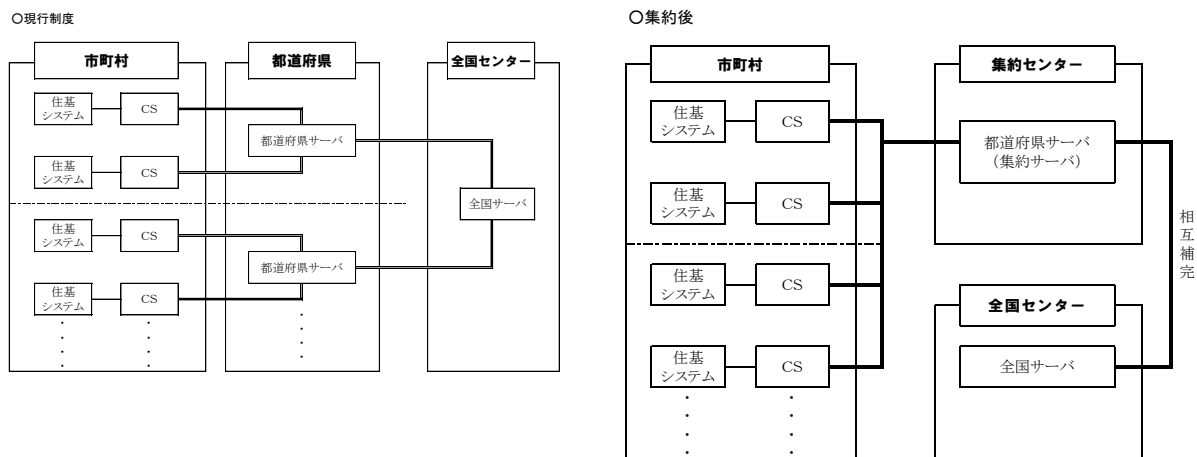 〇現行制度
市町村
都道府県
全国センター
住基
システム
CS
住基
システム
CS
都道府県サーバ
住基
システム
CS
住基
システム
CS
都道府県サーバ
全国サーバ
〇集約後
市町村
集約センター
住基
システム
CS
住基
システム
CS
住基
システム
CS
住基
システム
CS
都道府県サーバ
（集約サーバ）
全国センター
全国サーバ
相互補完